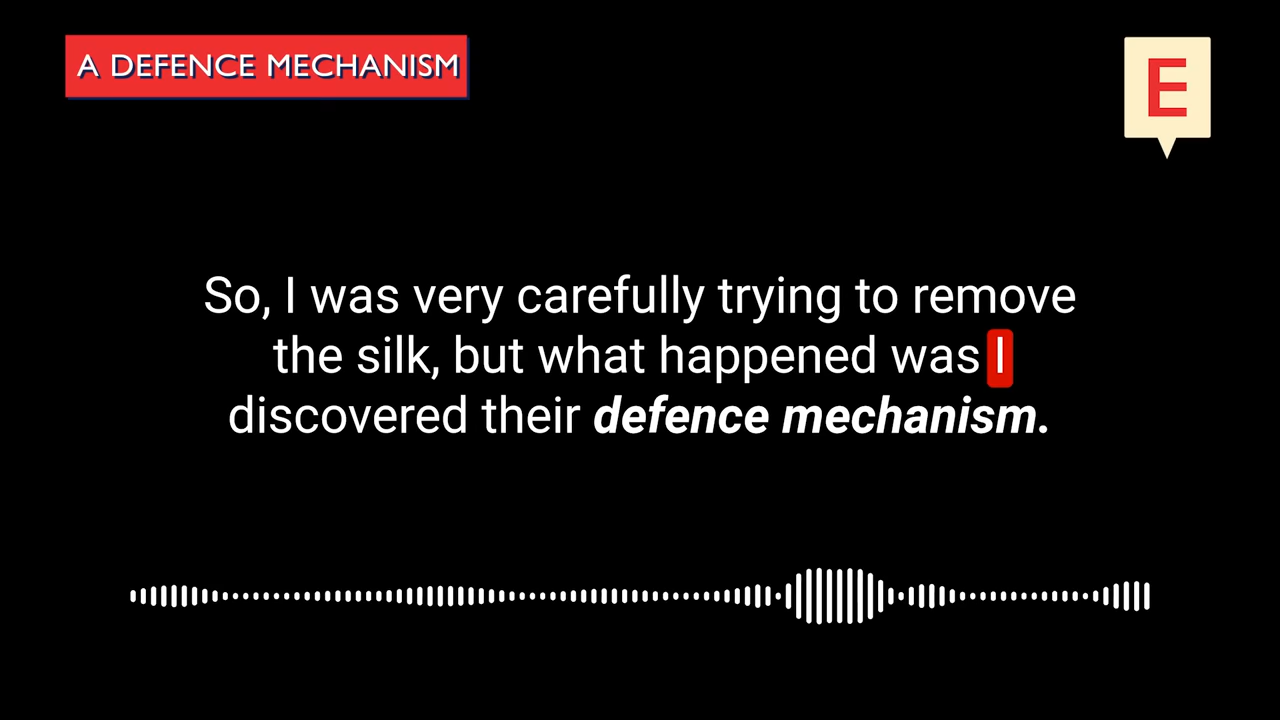 A DEFENCE MECHANISM
E
So, I was very carefully trying to remove
the silk, but what happened was I
discovered their defence mechanism.